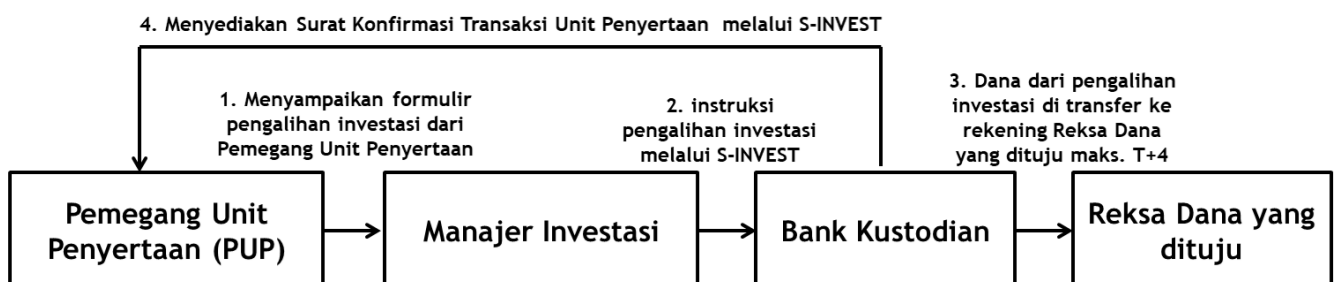 4. Menyediakan Surat Konfirmasi Transaksi Unit Penyertaan melalui S-INVEST
1. Menyampaikan formulir
pengalihan investasi dari
Pemegang Unit Penyertaan
2. instruksi
pengalihan investasi
melalui S-INVEST
3. Dana dari pengalihan
investasi di transfer ke
rekening Reksa Dana
yang dituju maks. T+4
Pemegang Unit
Penyertaan (PUP)
Manajer Investasi
Bank Kustodian
Reksa Dana yang
dituju